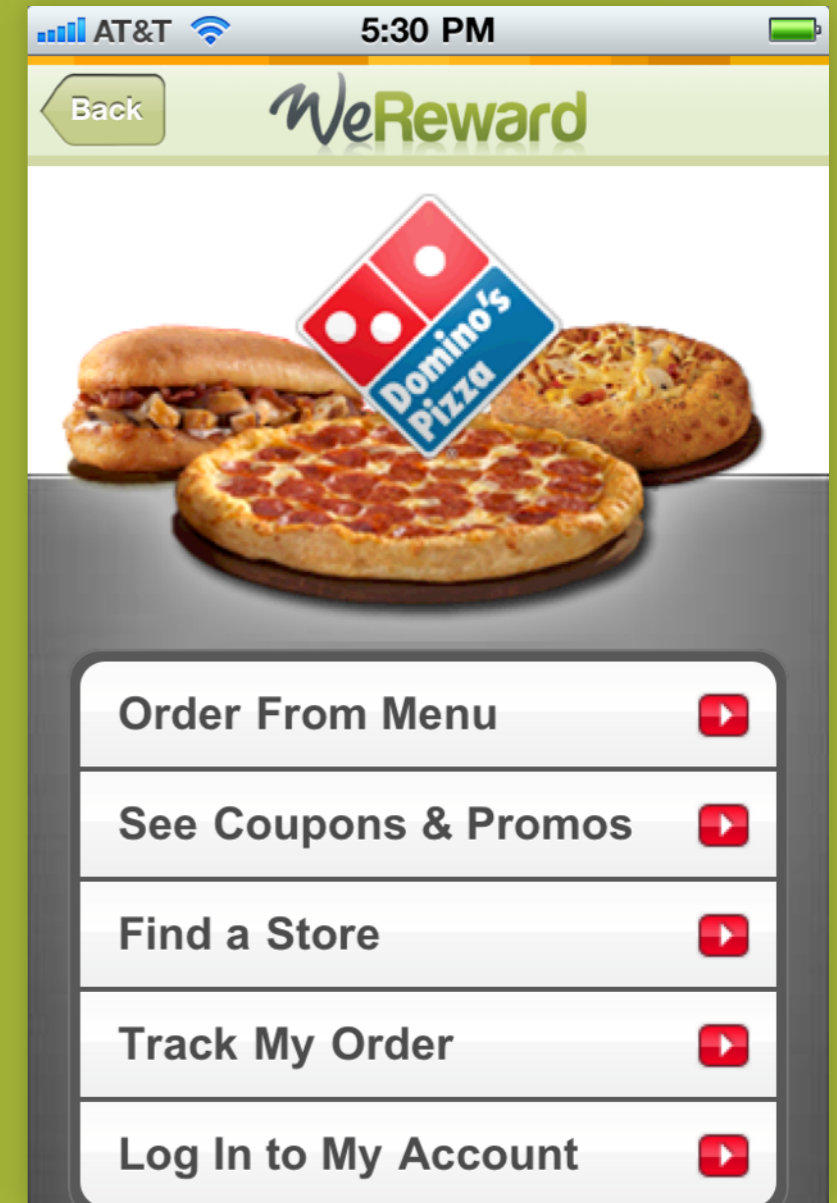 AT&T 5:30 PM
Back WeReward
Domino's
Pizza
Order From Menu
See Coupons & Promos
Find a Store
Track My Order
Log In to My Account